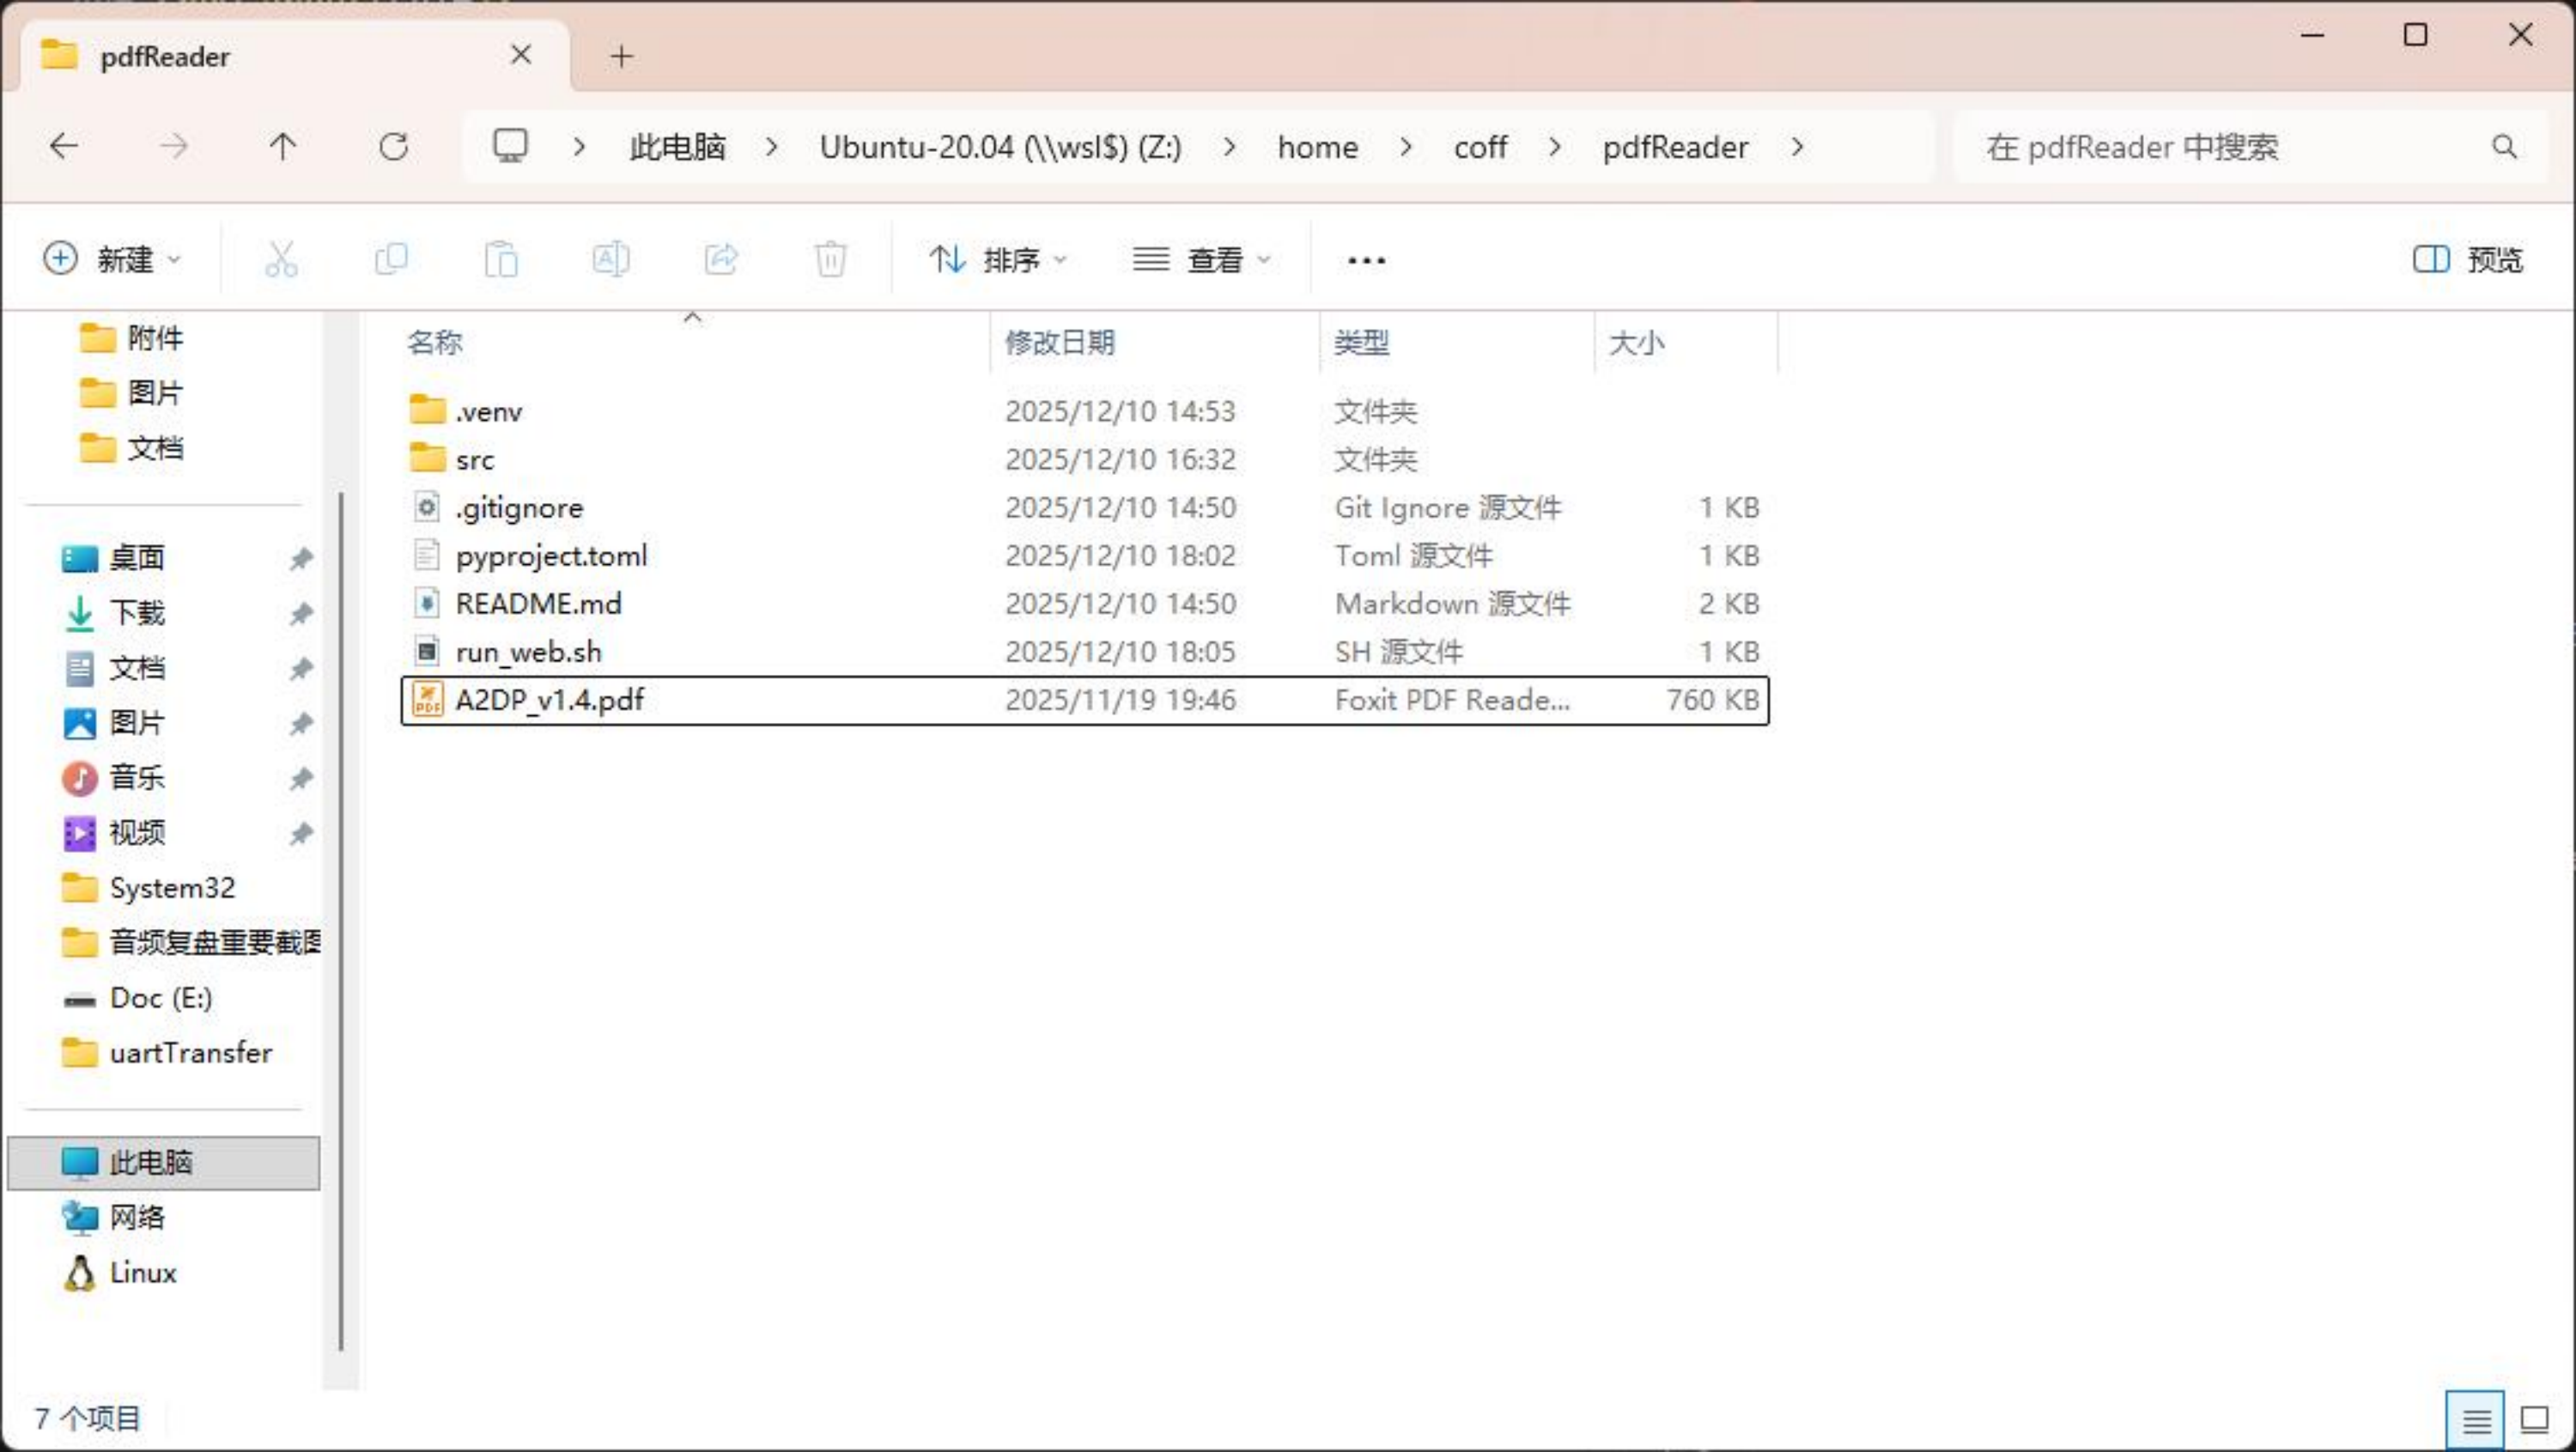 pdfReader
此电脑 > Ubuntu-20.04 (\\wsl$) (Z:) > home > coff > pdfReader >
在 pdfReader 中搜索
新建 排序 查看 ••• 预览
附件
图片
文档
桌面
下载
文档
图片
音乐
视频
System32
音频复盘重要截图
Doc (E:)
uartTransfer
此电脑
网络
Linux
名称 修改日期 类型 大小
.venv 2025/12/10 14:53 文件夹
src 2025/12/10 16:32 文件夹
.gitignore 2025/12/10 14:50 Git Ignore 源文件 1 KB
pyproject.toml 2025/12/10 18:02 Toml 源文件 1 KB
README.md 2025/12/10 14:50 Markdown 源文件 2 KB
run_web.sh 2025/12/10 18:05 SH 源文件 1 KB
A2DP_v1.4.pdf 2025/11/19 19:46 Foxit PDF Reade... 760 KB
7 个项目